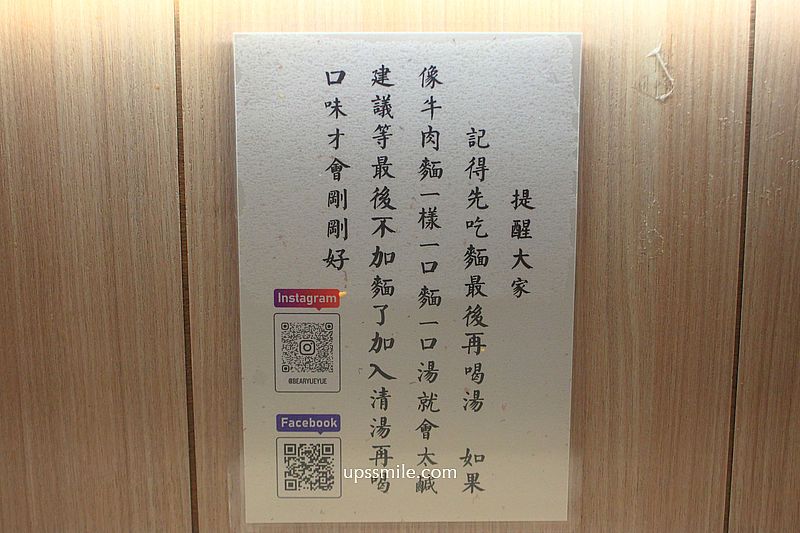 提醒大家
記得先吃麵最後再喝湯 如果
像牛肉麵一樣一口麵一口湯就會太鹹
建議等最後不加麵了加入清湯再喝
口味才會剛剛好
Instagram
@BEARYUEYUE
Facebook
upssmile.com